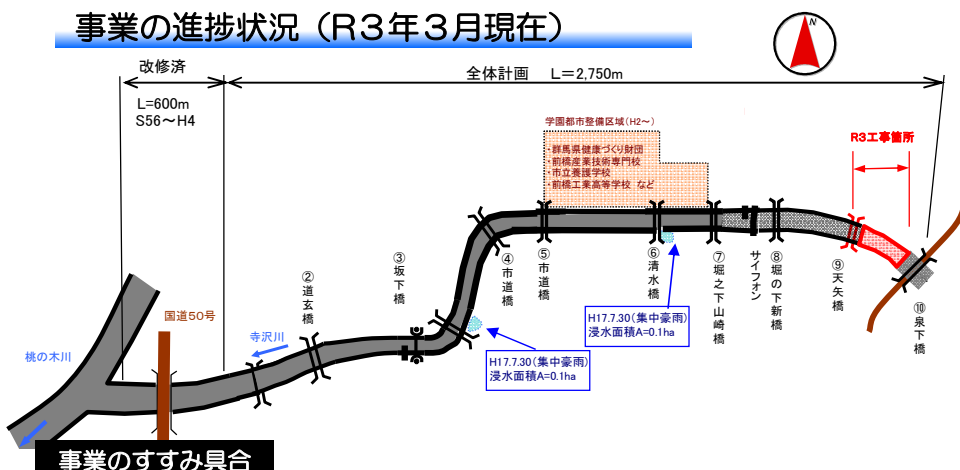 事業の進捗状況（R3年3月現在）
N
改修済
全体計画　L＝2,750m
L=600m
S56～H4
学園都市整備区域（H2～）
・群馬県健康づくり財団
・前橋産業技術専門校
・市立養護学校
・前橋工業高等学校 など
R3工事箇所
②道玄橋
③坂下橋
④市道橋
⑤市道橋
⑥清水橋
⑦堀之下山崎橋
サイフォン
⑧堀の下新橋
⑨天矢橋
⑩泉下橋
国道50号
寺沢川
桃の木川
H17.7.30（集中豪雨）
浸水面積A=0.1ha
H17.7.30（集中豪雨）
浸水面積A=0.1ha
事業のすすみ具合